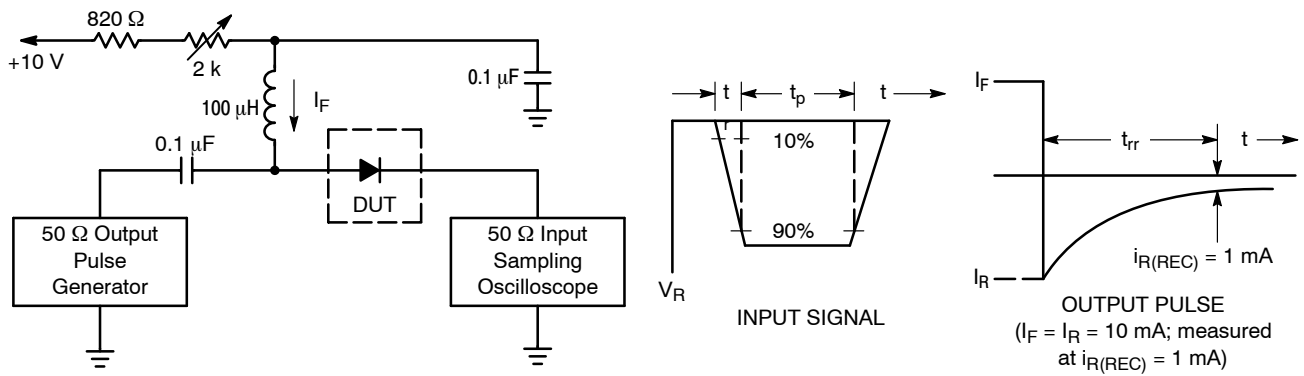 820 Ω
+10 V
2 k
100 μH
I_F
0.1 μF
0.1 μF
DUT
50 Ω Output
Pulse
Generator
50 Ω Input
Sampling
Oscilloscope
t_r
t_p
t
10%
90%
V_R
INPUT SIGNAL
I_F
t_rr
t
I_R
i_R(REC) = 1 mA
OUTPUT PULSE
(I_F = I_R = 10 mA; measured
at i_R(REC) = 1 mA)